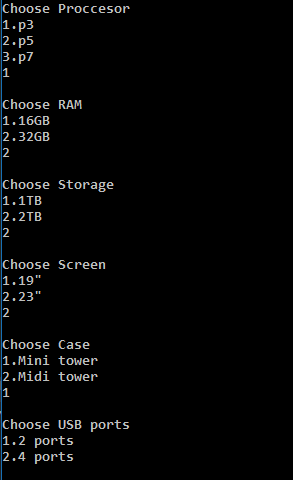 Choose Proccesor
1.p3
2.p5
3.p7
1
Choose RAM
1.16GB
2.32GB
2
Choose Storage
1.1TB
2.2TB
2
Choose Screen
1.19"
2.23"
2
Choose Case
1.Mini tower
2.Midi tower
1
Choose USB ports
1.2 ports
2.4 ports